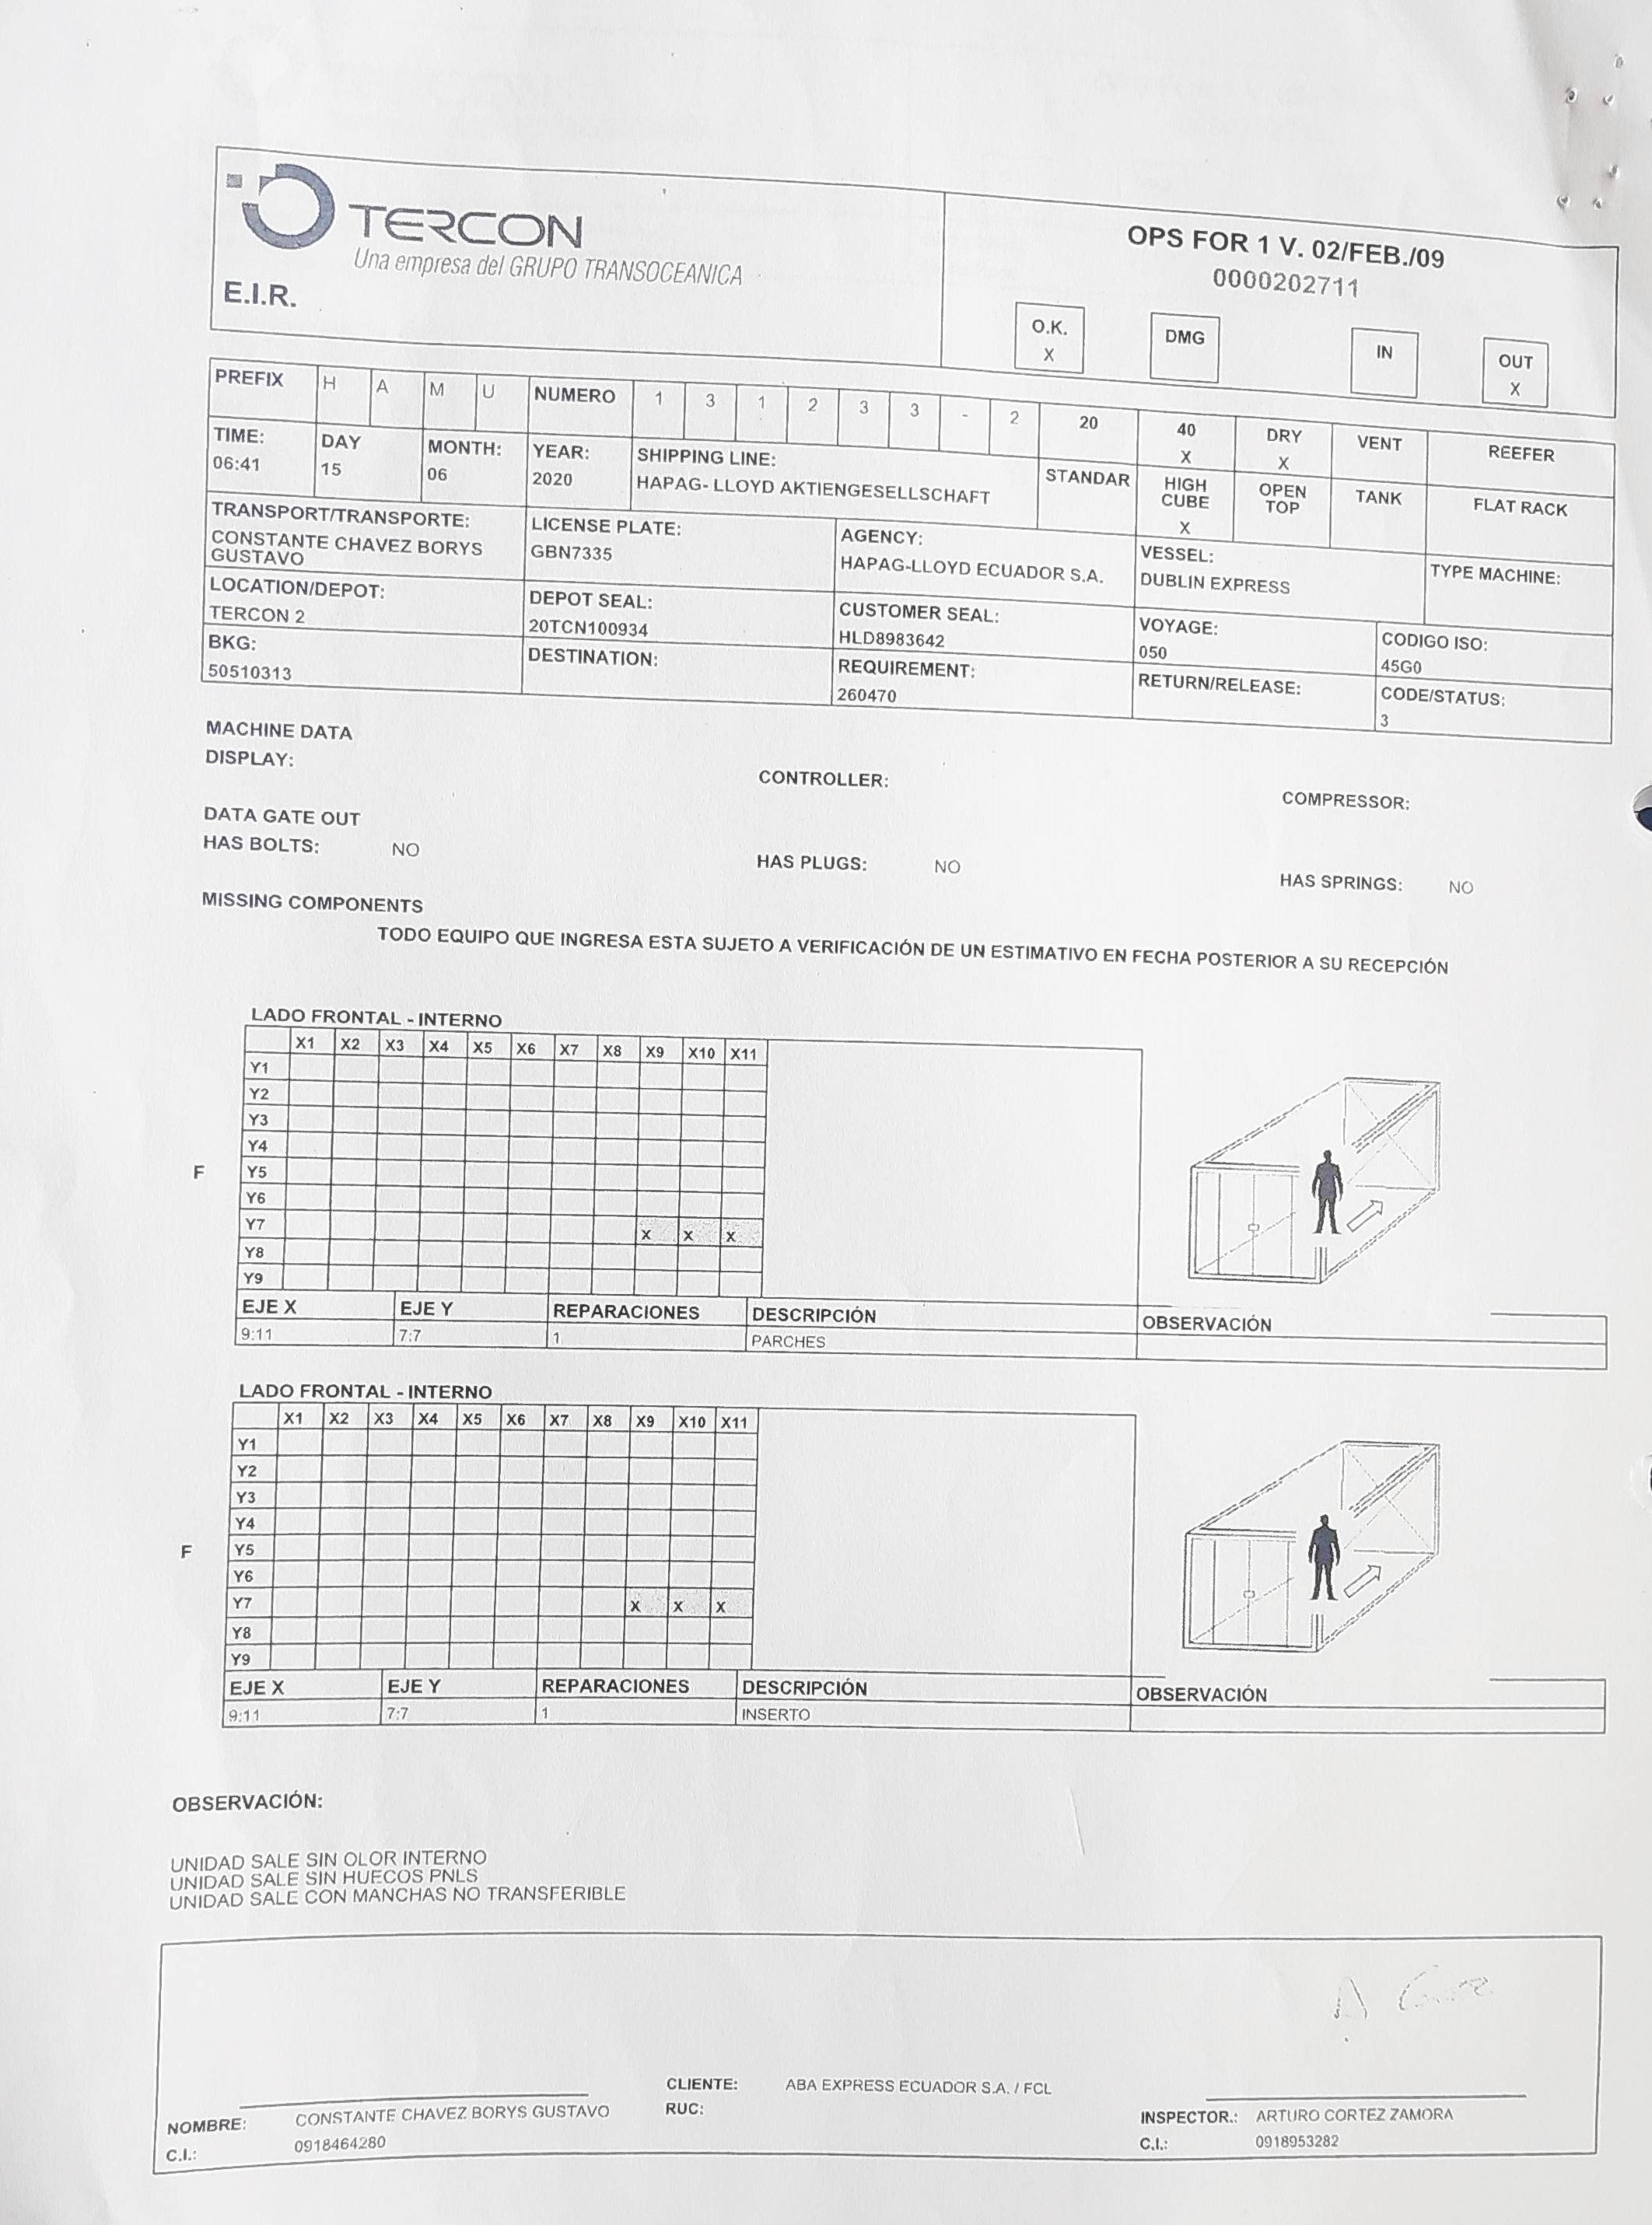 TERCON
Una empresa del GRUPO TRANSOCEANICA
E.I.R.
OPS FOR 1 V. 02/FEB./09
0000202711
O.K. X DMG IN OUT X
PREFIX H A M U NUMERO 1 3 1 2 3 3 - 2 20 40 X DRY X VENT REEFER
TIME: DAY MONTH: YEAR: SHIPPING LINE: STANDAR HIGH CUBE X OPEN TOP TANK FLAT RACK
06:41 15 06 2020 HAPAG- LLOYD AKTIENGESELLSCHAFT
TRANSPORT/TRANSPORTE: LICENSE PLATE: AGENCY: VESSEL: TYPE MACHINE:
CONSTANTE CHAVEZ BORYS GBN7335 HAPAG-LLOYD ECUADOR S.A. DUBLIN EXPRESS
GUSTAVO
LOCATION/DEPOT: DEPOT SEAL: CUSTOMER SEAL: VOYAGE: CODIGO ISO:
TERCON 2 20TCN100934 HLD8983642 050 45G0
BKG: DESTINATION: REQUIREMENT: RETURN/RELEASE: CODE/STATUS:
50510313 260470 3
MACHINE DATA
DISPLAY: CONTROLLER: COMPRESSOR:
DATA GATE OUT
HAS BOLTS: NO HAS PLUGS: NO HAS SPRINGS: NO
MISSING COMPONENTS
TODO EQUIPO QUE INGRESA ESTA SUJETO A VERIFICACIÓN DE UN ESTIMATIVO EN FECHA POSTERIOR A SU RECEPCIÓN
LADO FRONTAL - INTERNO
X1 X2 X3 X4 X5 X6 X7 X8 X9 X10 X11
Y1
Y2
Y3
Y4
F Y5
Y6
Y7 X X X
Y8
Y9
EJE X EJE Y REPARACIONES DESCRIPCIÓN OBSERVACIÓN
9:11 7:7 1 PARCHES
LADO FRONTAL - INTERNO
X1 X2 X3 X4 X5 X6 X7 X8 X9 X10 X11
Y1
Y2
Y3
Y4
F Y5
Y6
Y7 X X X
Y8
Y9
EJE X EJE Y REPARACIONES DESCRIPCIÓN OBSERVACIÓN
9:11 7:7 1 INSERTO
OBSERVACIÓN:
UNIDAD SALE SIN OLOR INTERNO
UNIDAD SALE SIN HUECOS PNLS
UNIDAD SALE CON MANCHAS NO TRANSFERIBLE
CLIENTE: ABA EXPRESS ECUADOR S.A. / FCL
NOMBRE: CONSTANTE CHAVEZ BORYS GUSTAVO RUC: INSPECTOR.: ARTURO CORTEZ ZAMORA
C.I.: 0918464280 C.I.: 0918953282